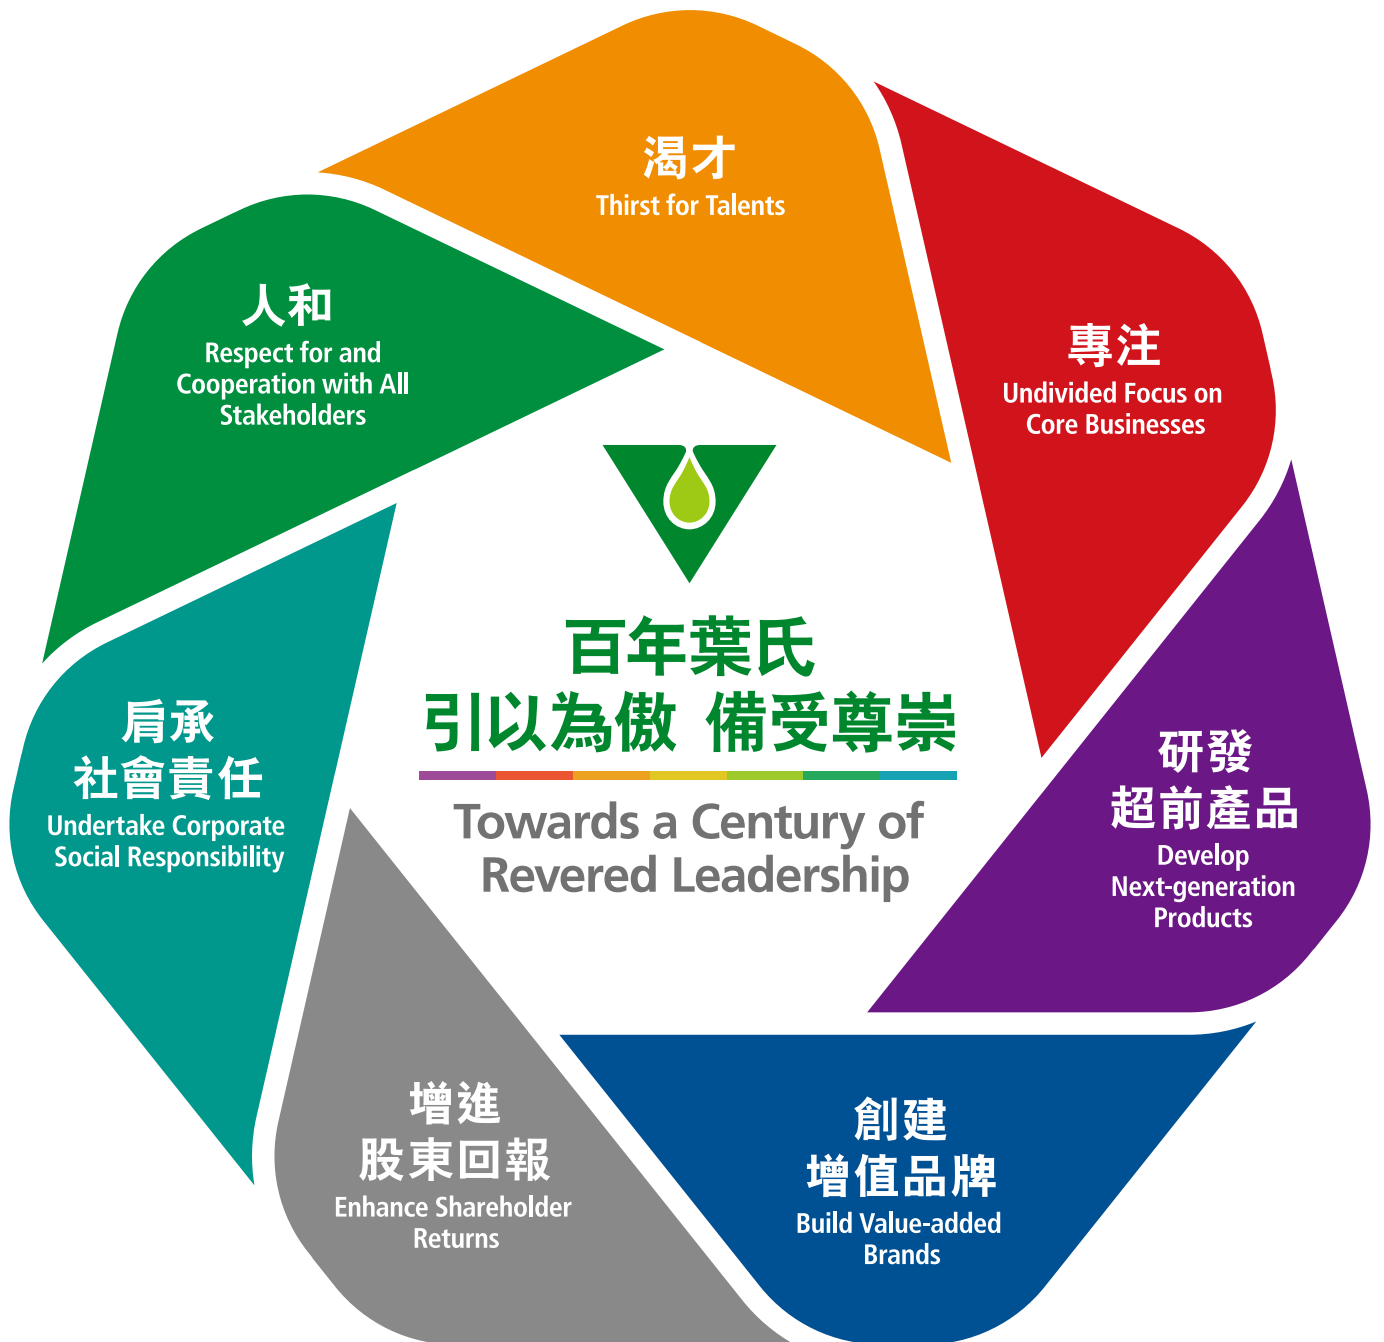 渴才
Thirst for Talents
專注
Undivided Focus on
Core Businesses
研發
超前產品
Develop
Next-generation
Products
創建
增值品牌
Build Value-added
Brands
增進
股東回報
Enhance Shareholder
Returns
肩承
社會責任
Undertake Corporate
Social Responsibility
人和
Respect for and
Cooperation with All
Stakeholders
百年葉氏
引以為傲 備受尊崇
Towards a Century of
Revered Leadership